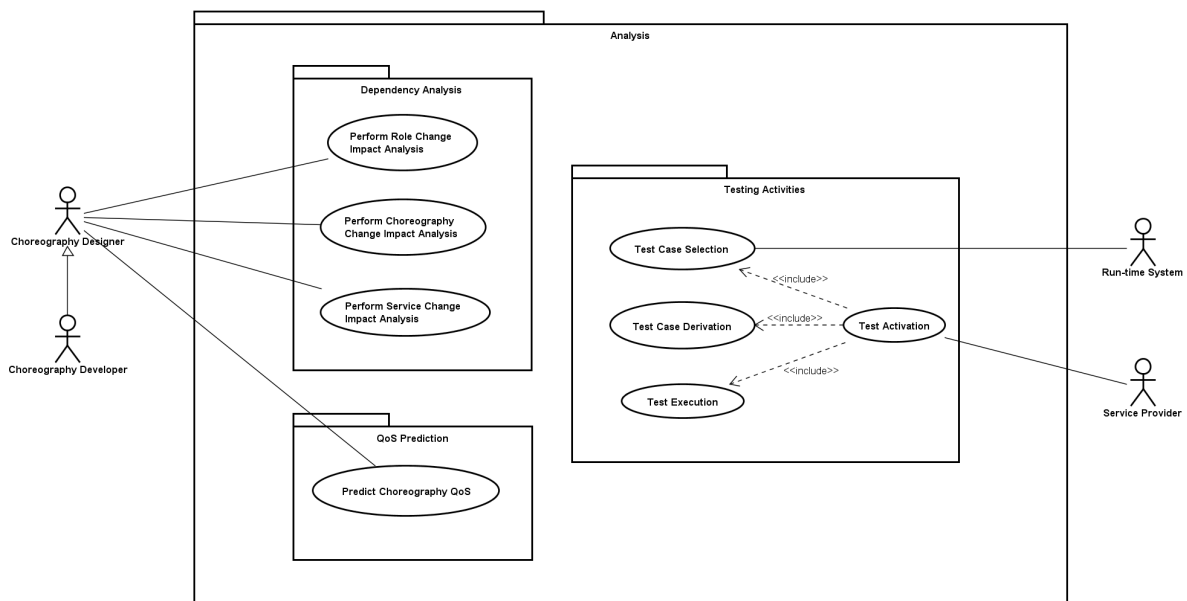 Analysis
Dependency Analysis
Perform Role Change
Impact Analysis
Perform Choreography
Change Impact Analysis
Perform Service Change
Impact Analysis
QoS Prediction
Predict Choreography QoS
Testing Activities
Test Case Selection
<<include>>
Test Case Derivation
<<include>>
Test Activation
<<include>>
Test Execution
Choreography Designer
Choreography Developer
Run-time System
Service Provider